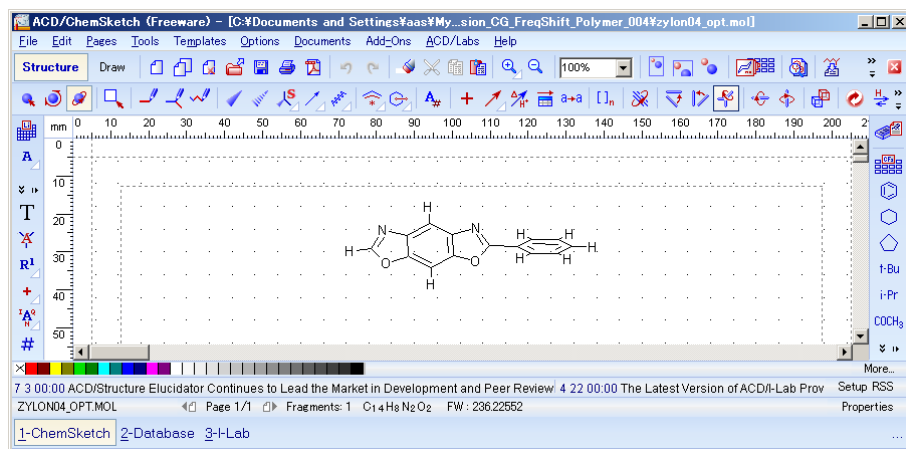 ACD/ChemSketch (Freeware) - [C:¥Documents and Settings¥aas¥My...sion_CG_FreqShift_Polymer_004¥zylon04_opt.mol]
File Edit Pages Tools Templates Options Documents Add-Ons ACD/Labs Help
Structure Draw 100%
mm 0 10 20 30 40 50 60 70 80 90 100 110 120 130 140 150 160 170 180 190 200
0
10
20
30
40
50
H
N N H H
H H
O O H H
H
T
R1
#
t-Bu
i-Pr
COCH3
More...
7 3 00:00 ACD/Structure Elucidator Continues to Lead the Market in Development and Peer Review 4 22 00:00 The Latest Version of ACD/I-Lab Prov Setup RSS
ZYLON04_OPT.MOL Page 1/1 Fragments: 1 C14H8N2O2 FW : 236.22552 Properties
1-ChemSketch 2-Database 3-I-Lab ...